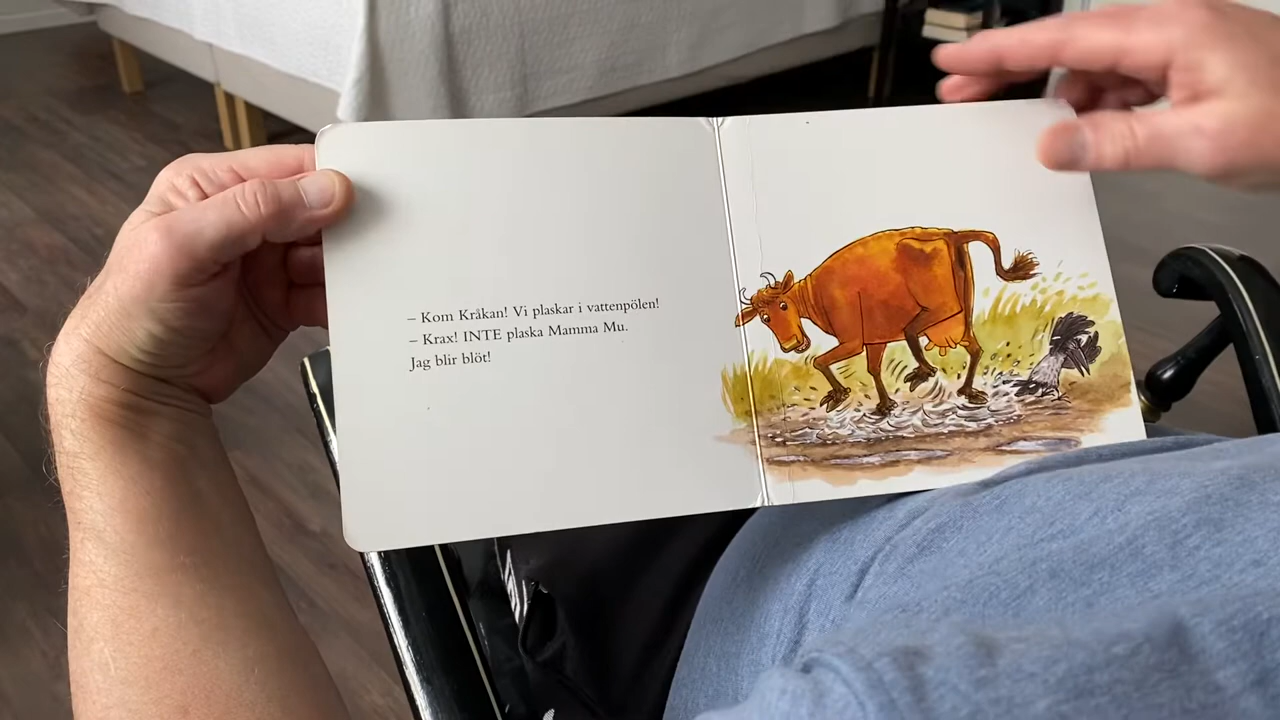 – Kom Kråkan! Vi plaskar i vattenpölen!
– Krax! INTE plaska Mamma Mu.
Jag blir blöt!